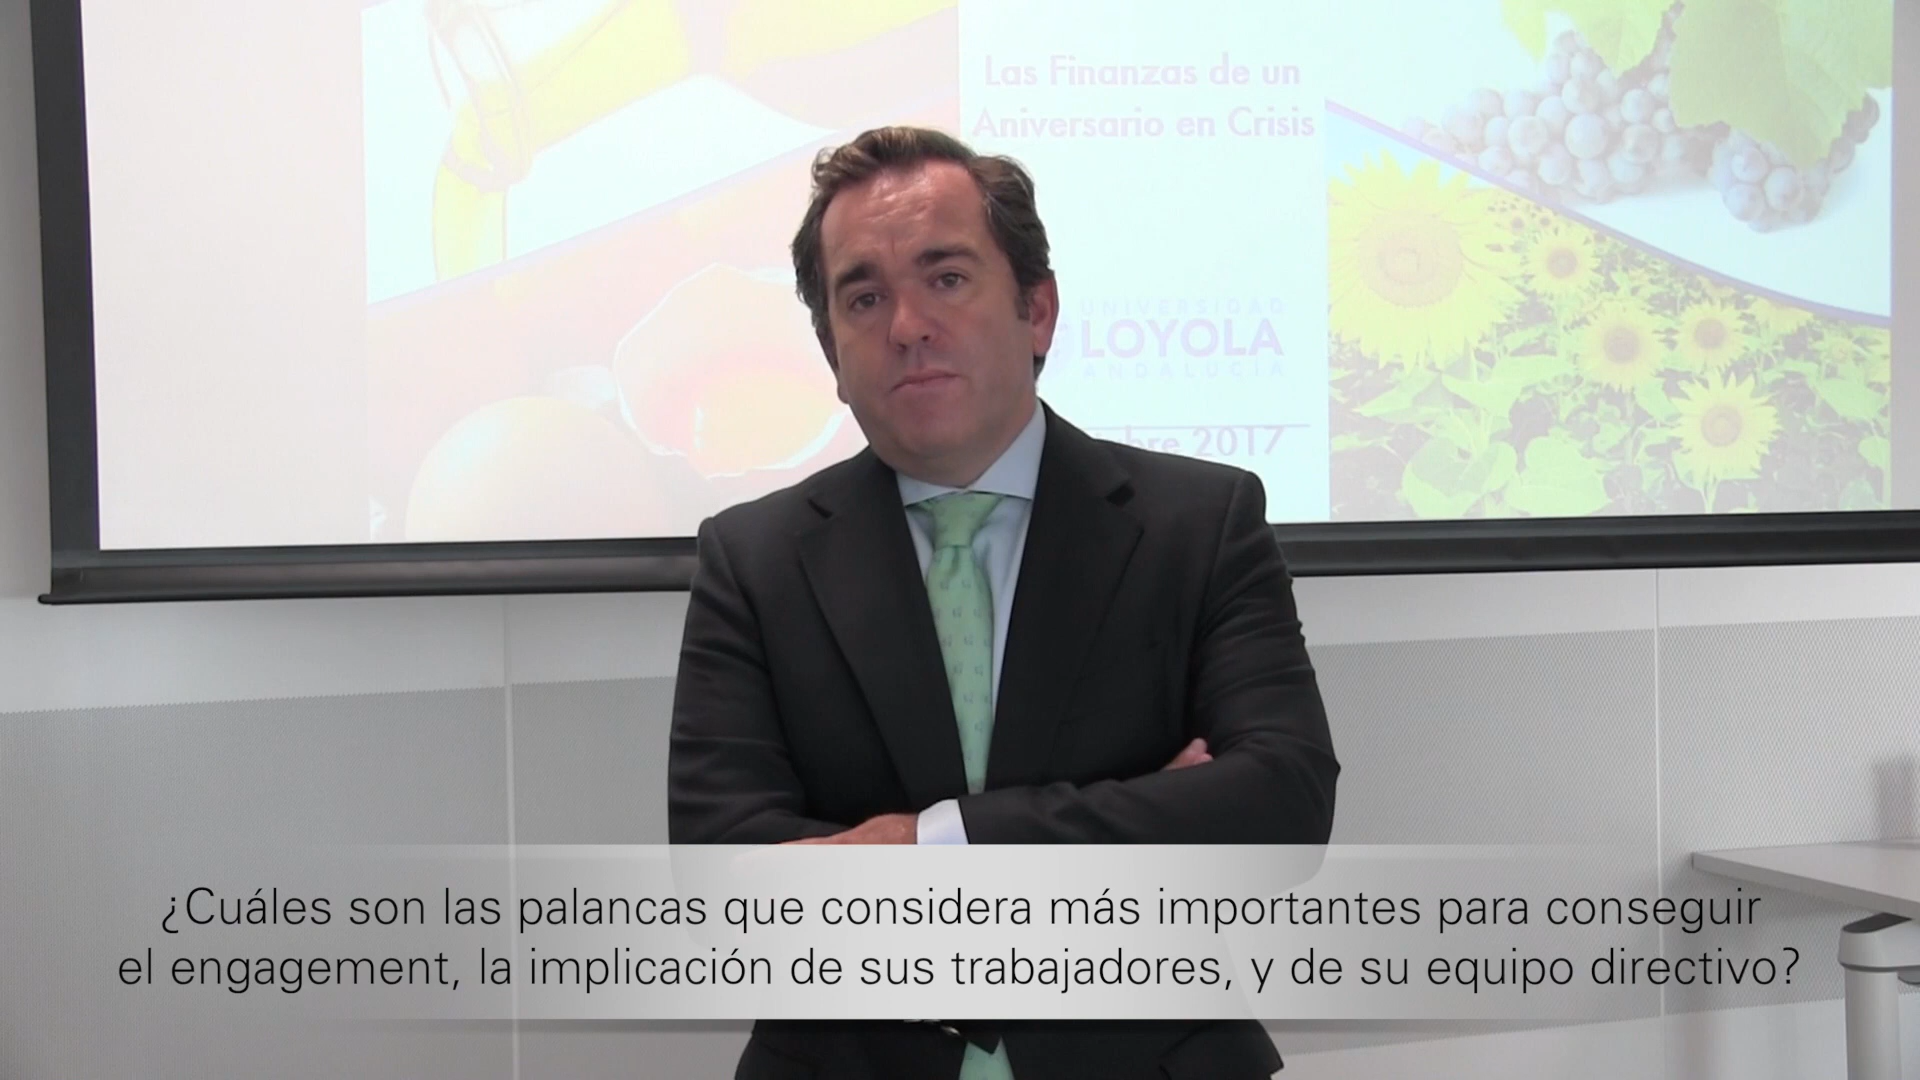 Las Finanzas de un
Aniversario en Crisis
UNIVERSIDAD
LOYOLA
ANDALUCÍA
2017
¿Cuáles son las palancas que considera más importantes para conseguir
el engagement, la implicación de sus trabajadores, y de su equipo directivo?